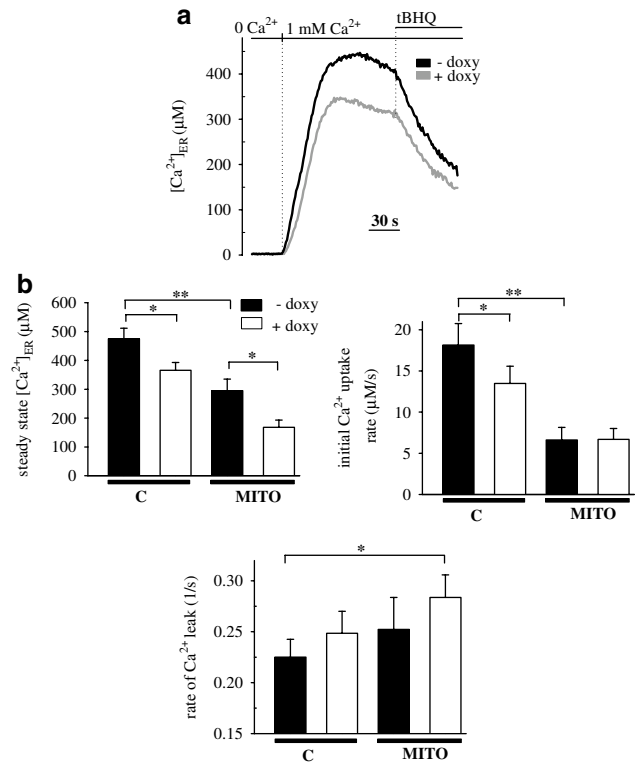 a
0 Ca²⁺
1 mM Ca²⁺
tBHQ
- doxy
+ doxy
[Ca²⁺]ER (µM)
400
300
200
100
0
30 s
b
steady state [Ca²⁺]ER (µM)
600
500
400
300
200
100
0
**
*
*
- doxy
+ doxy
C
MITO
initial Ca²⁺ uptake
rate (µM/s)
20
15
10
5
0
**
*
C
MITO
rate of Ca²⁺ leak (1/s)
0.30
0.25
0.20
0.15
*
C
MITO